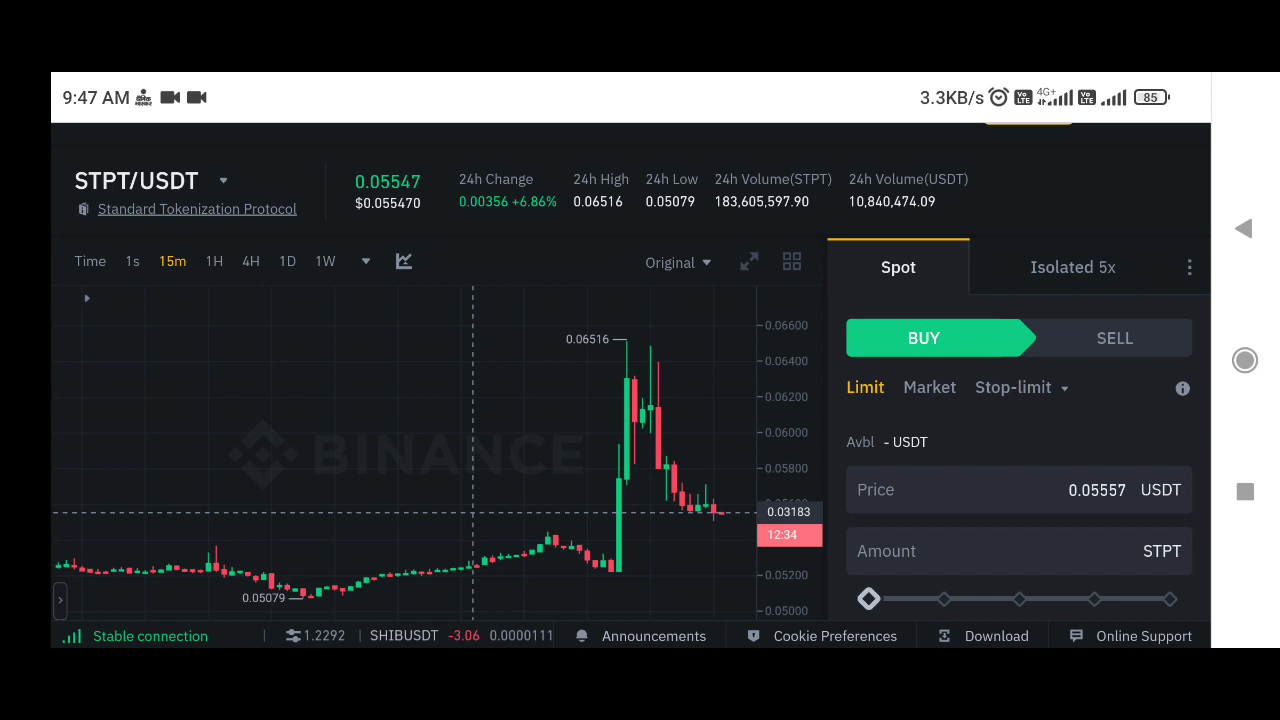 9:47 AM 3.3KB/s Vo LTE 4G+ Vo LTE 85
STPT/USDT
Standard Tokenization Protocol
0.05547
$0.055470
24h Change
0.00356 +6.86%
24h High
0.06516
24h Low
0.05079
24h Volume(STPT)
183,605,597.90
24h Volume(USDT)
10,840,474.09
Time 1s 15m 1H 4H 1D 1W
Original
Spot
Isolated 5x
BUY
SELL
Limit Market Stop-limit
Avbl - USDT
Price 0.05557 USDT
Amount STPT
BINANCE
0.06516
0.05079
0.06600
0.06400
0.06200
0.06000
0.05800
0.03183
12:34
0.05200
0.05000
Stable connection
1.2292 SHIBUSDT -3.06 0.0000111
Announcements
Cookie Preferences
Download
Online Support